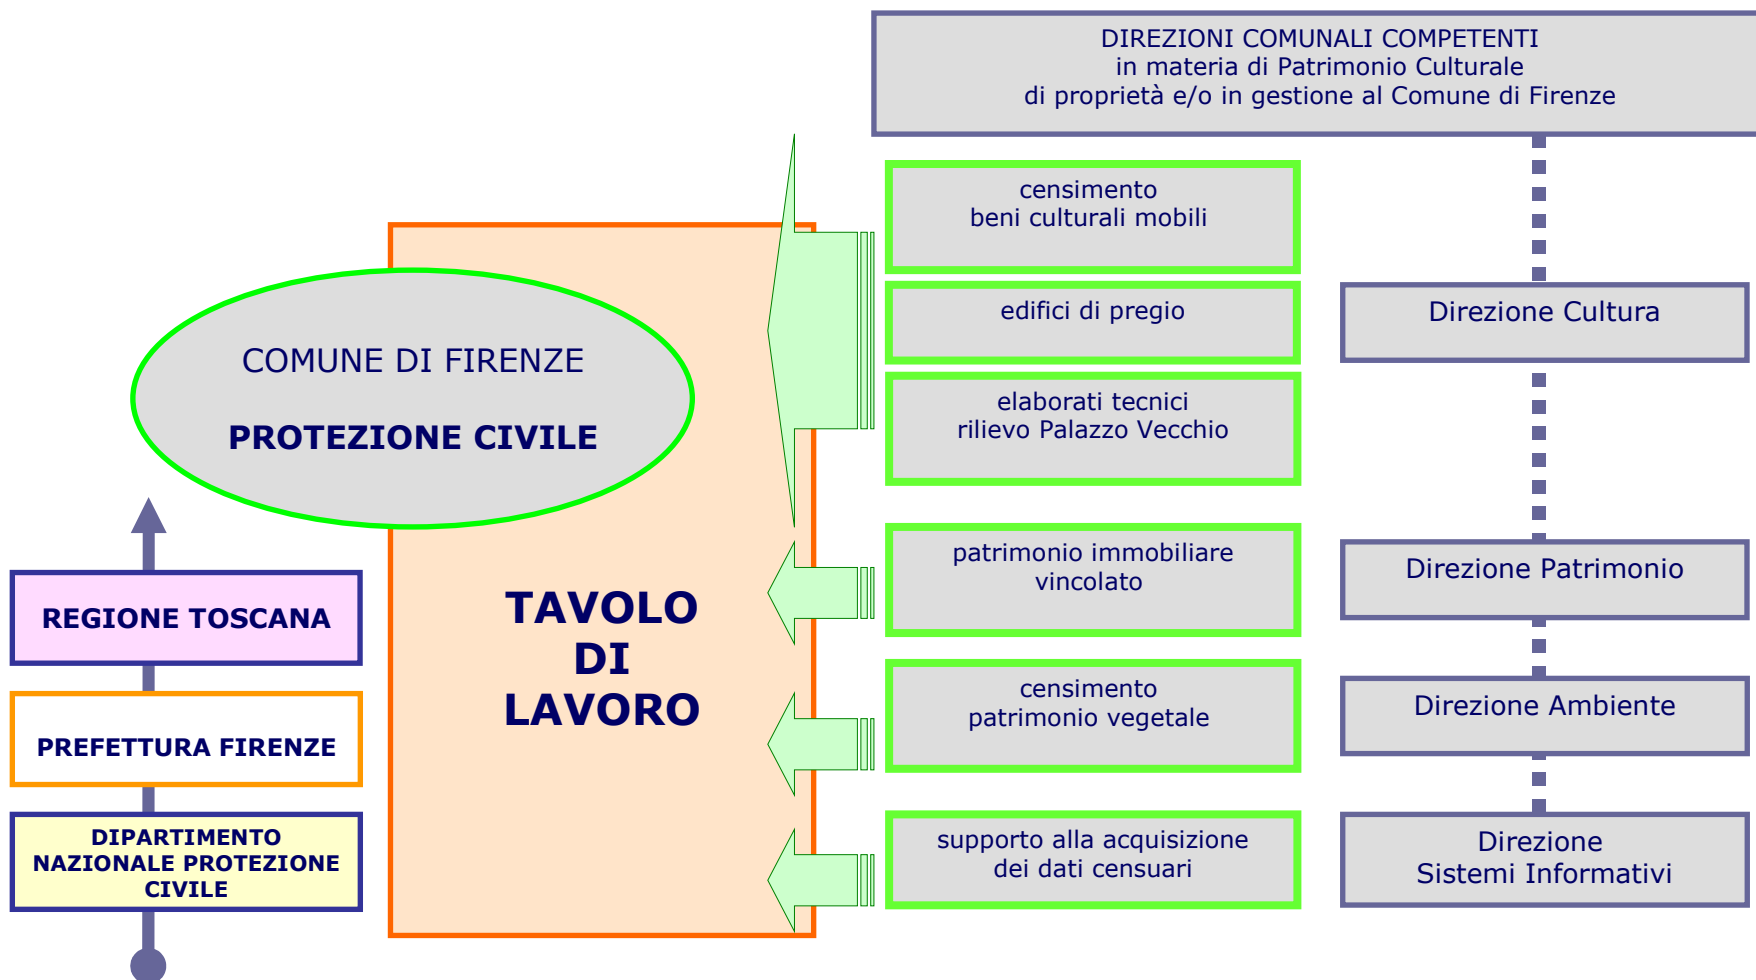 DIREZIONI COMUNALI COMPETENTI
in materia di Patrimonio Culturale
di proprietà e/o in gestione al Comune di Firenze
censimento
beni culturali mobili
edifici di pregio
Direzione Cultura
elaborati tecnici
rilievo Palazzo Vecchio
COMUNE DI FIRENZE
PROTEZIONE CIVILE
patrimonio immobiliare
vincolato
Direzione Patrimonio
TAVOLO
DI
LAVORO
REGIONE TOSCANA
censimento
patrimonio vegetale
Direzione Ambiente
PREFETTURA FIRENZE
DIPARTIMENTO
NAZIONALE PROTEZIONE
CIVILE
supporto alla acquisizione
dei dati censuari
Direzione
Sistemi Informativi